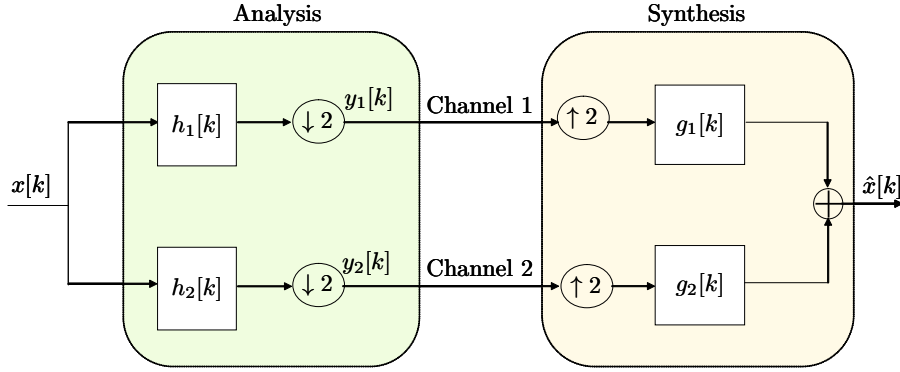 Analysis
Synthesis
x[k]
h₁[k]
↓ 2
y₁[k]
Channel 1
↑ 2
g₁[k]
x̂[k]
h₂[k]
↓ 2
y₂[k]
Channel 2
↑ 2
g₂[k]